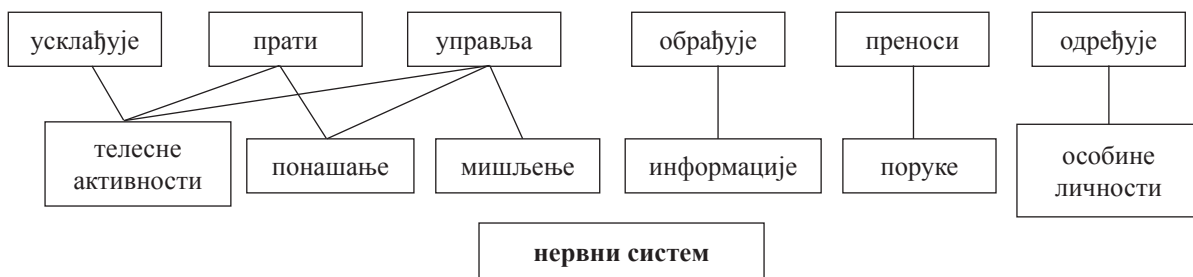 усклађује
прати
управља
обрађује
преноси
одређује
телесне
активности
понашање
мишљење
информације
поруке
особине
личности
нервни систем